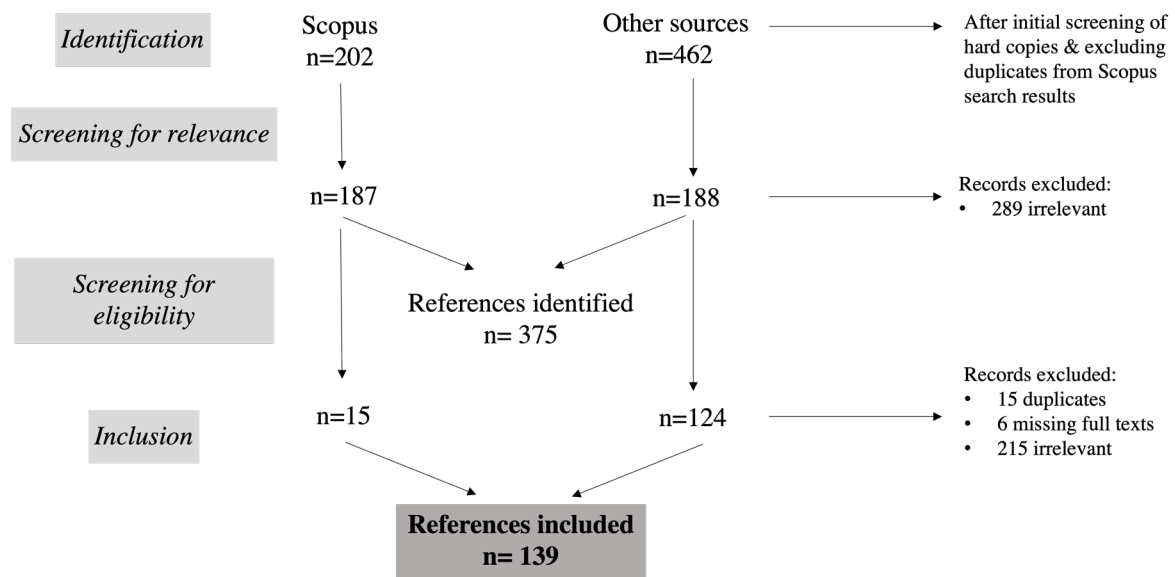 Identification
Scopus
n=202
Other sources
n=462
After initial screening of
hard copies & excluding
duplicates from Scopus
search results
Screening for relevance
n=187
n=188
Records excluded:
• 289 irrelevant
Screening for
eligibility
References identified
n= 375
Inclusion
n=15
n=124
Records excluded:
• 15 duplicates
• 6 missing full texts
• 215 irrelevant
References included
n= 139